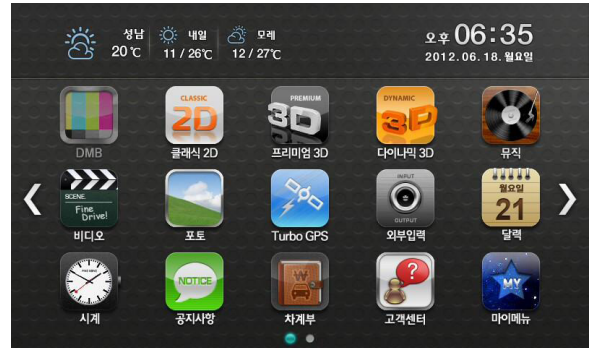 성남 내일 모레
20℃ 11 / 26℃ 12 / 27℃
오후 06:35
2012. 06. 18. 월요일
CLASSIC PREMIUM DYNAMIC
2D 3D 3D
DMB 클래식 2D 프리미엄 3D 다이나믹 3D 뮤직
SCENE INPUT 월요일
Fine Drive! OUTPUT 21
비디오 포토 Turbo GPS 외부입력 달력
NOTICE W ? MY
시계 공지사항 차계부 고객센터 마이메뉴